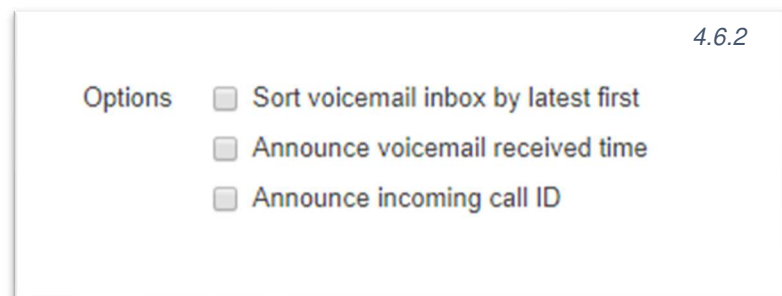 4.6.2
Options Sort voicemail inbox by latest first
Announce voicemail received time
Announce incoming call ID